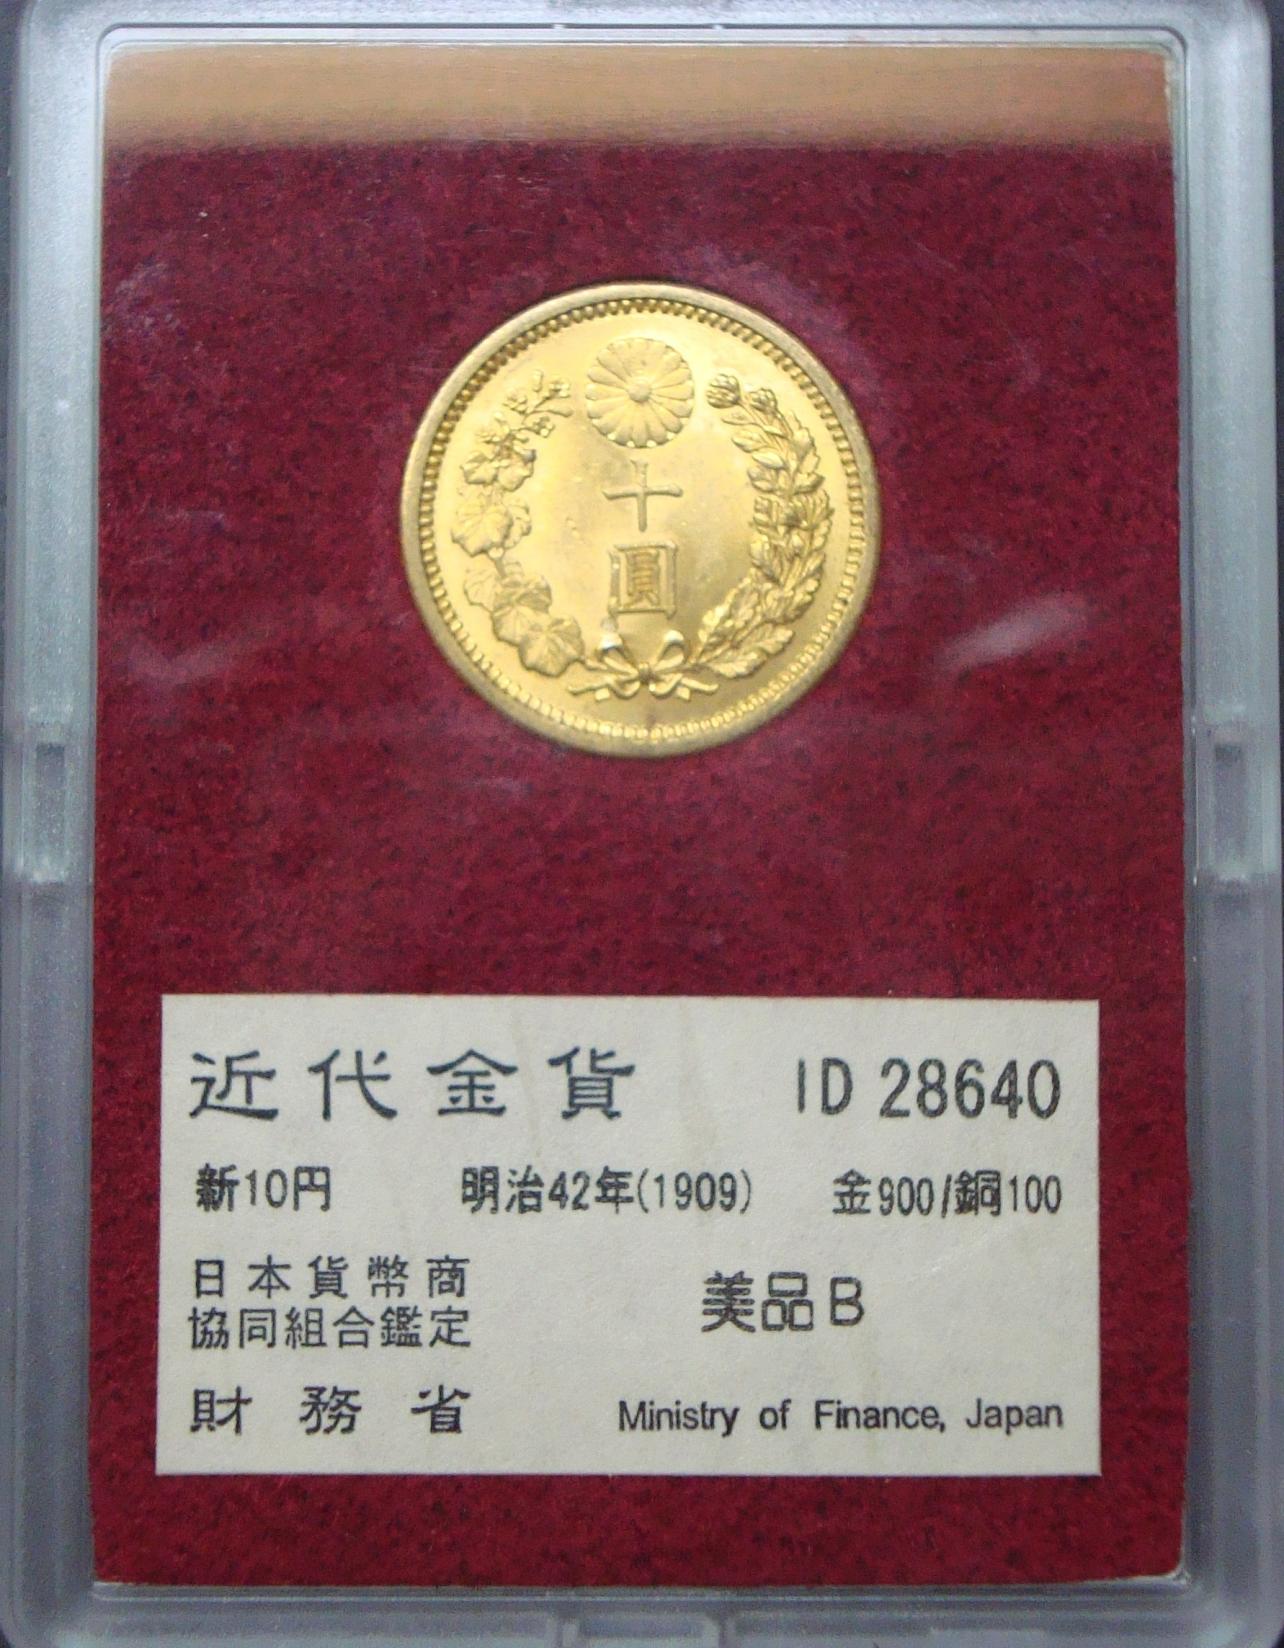 十
圓
近代金貨 ID 28640
新10円 明治42年(1909) 金900/銅100
日本貨幣商
協同組合鑑定 美品B
財務省 Ministry of Finance, Japan